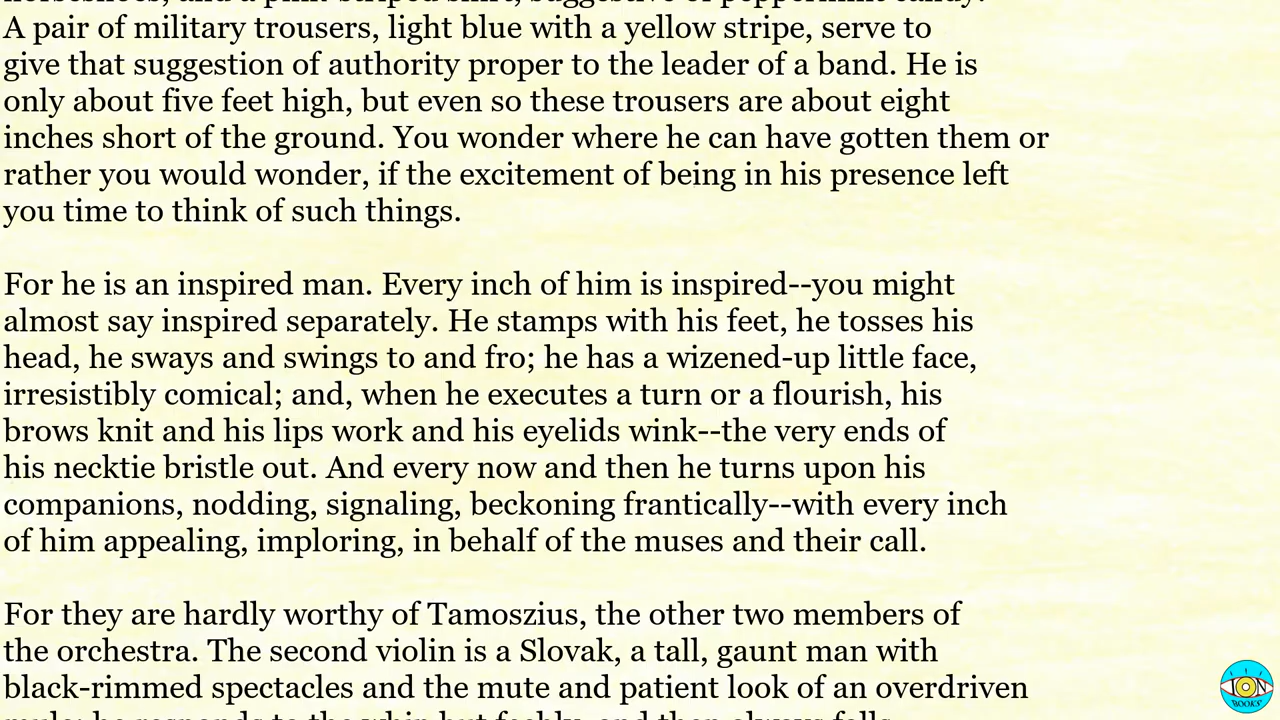 A pair of military trousers, light blue with a yellow stripe, serve to
give that suggestion of authority proper to the leader of a band. He is
only about five feet high, but even so these trousers are about eight
inches short of the ground. You wonder where he can have gotten them or
rather you would wonder, if the excitement of being in his presence left
you time to think of such things.
For he is an inspired man. Every inch of him is inspired--you might
almost say inspired separately. He stamps with his feet, he tosses his
head, he sways and swings to and fro; he has a wizened-up little face,
irresistibly comical; and, when he executes a turn or a flourish, his
brows knit and his lips work and his eyelids wink--the very ends of
his necktie bristle out. And every now and then he turns upon his
companions, nodding, signaling, beckoning frantically--with every inch
of him appealing, imploring, in behalf of the muses and their call.
For they are hardly worthy of Tamoszius, the other two members of
the orchestra. The second violin is a Slovak, a tall, gaunt man with
black-rimmed spectacles and the mute and patient look of an overdriven
ION
BOOKS